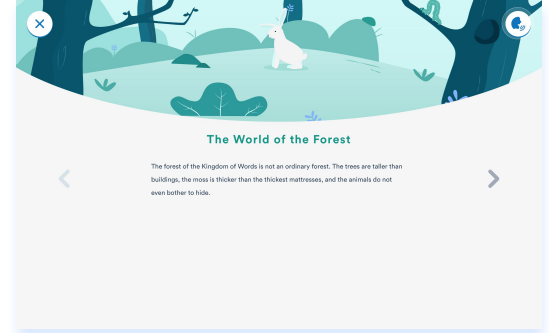 The World of the Forest
The forest of the Kingdom of Words is not an ordinary forest. The trees are taller than
buildings, the moss is thicker than the thickest mattresses, and the animals do not
even bother to hide.